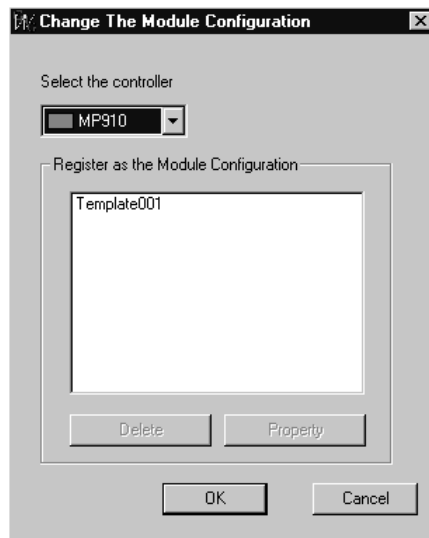 Change The Module Configuration
Select the controller
MP910
Register as the Module Configuration
Template001
Delete Property
OK Cancel